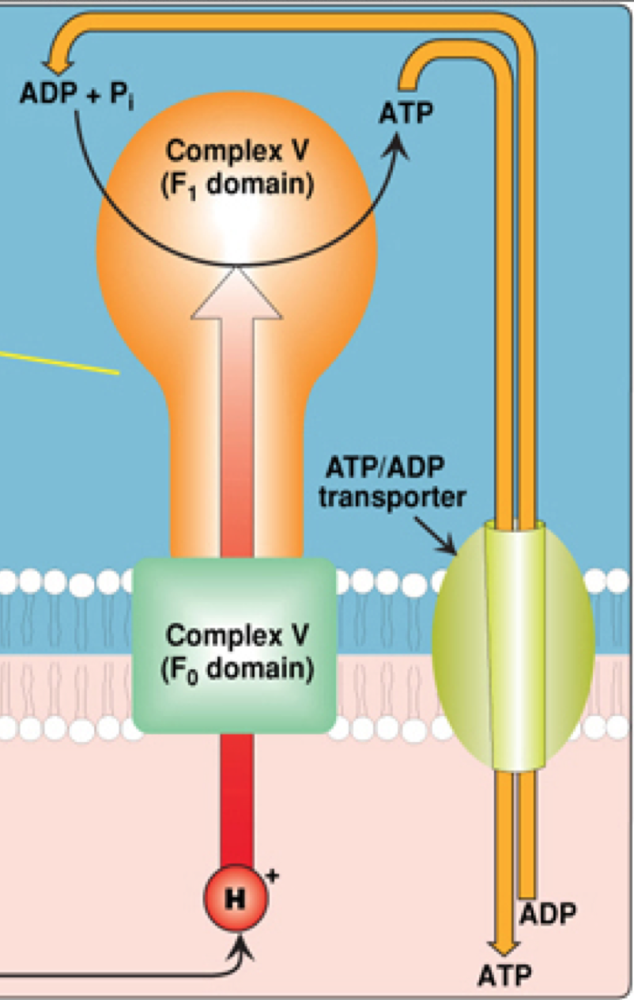 ADP + Pi
ATP
Complex V
(F1 domain)
ATP/ADP
transporter
Complex V
(F0 domain)
H+
ADP
ATP